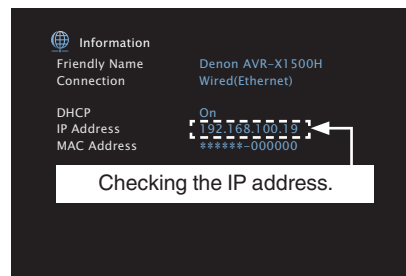 Information
Friendly Name Denon AVR-X1500H
Connection Wired(Ethernet)
DHCP On
IP Address 192.168.100.19
MAC Address ******-000000
Checking the IP address.